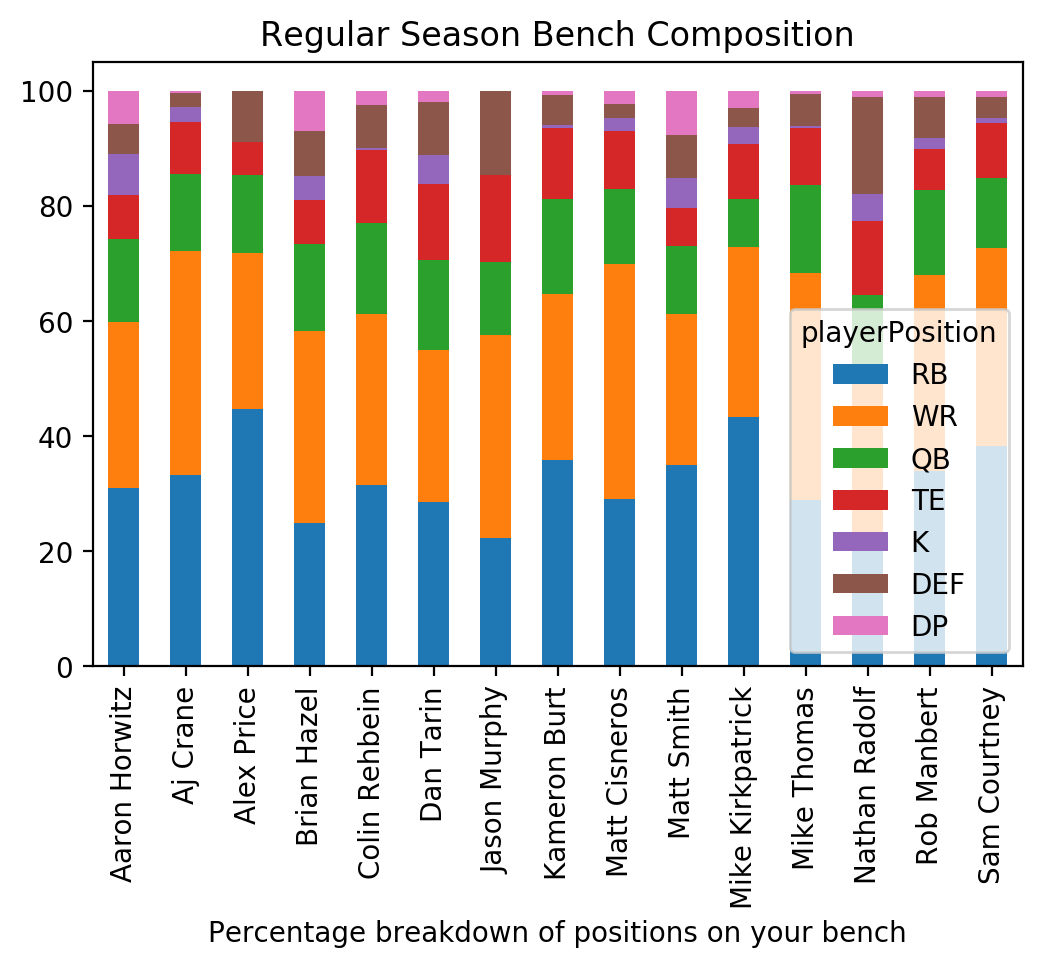 Regular Season Bench Composition
100
80
60
40
20
0
playerPosition
RB
WR
QB
TE
K
DEF
DP
Aaron Horwitz
Aj Crane
Alex Price
Brian Hazel
Colin Rehbein
Dan Tarin
Jason Murphy
Kameron Burt
Matt Cisneros
Matt Smith
Mike Kirkpatrick
Mike Thomas
Nathan Radolf
Rob Manbert
Sam Courtney
Percentage breakdown of positions on your bench